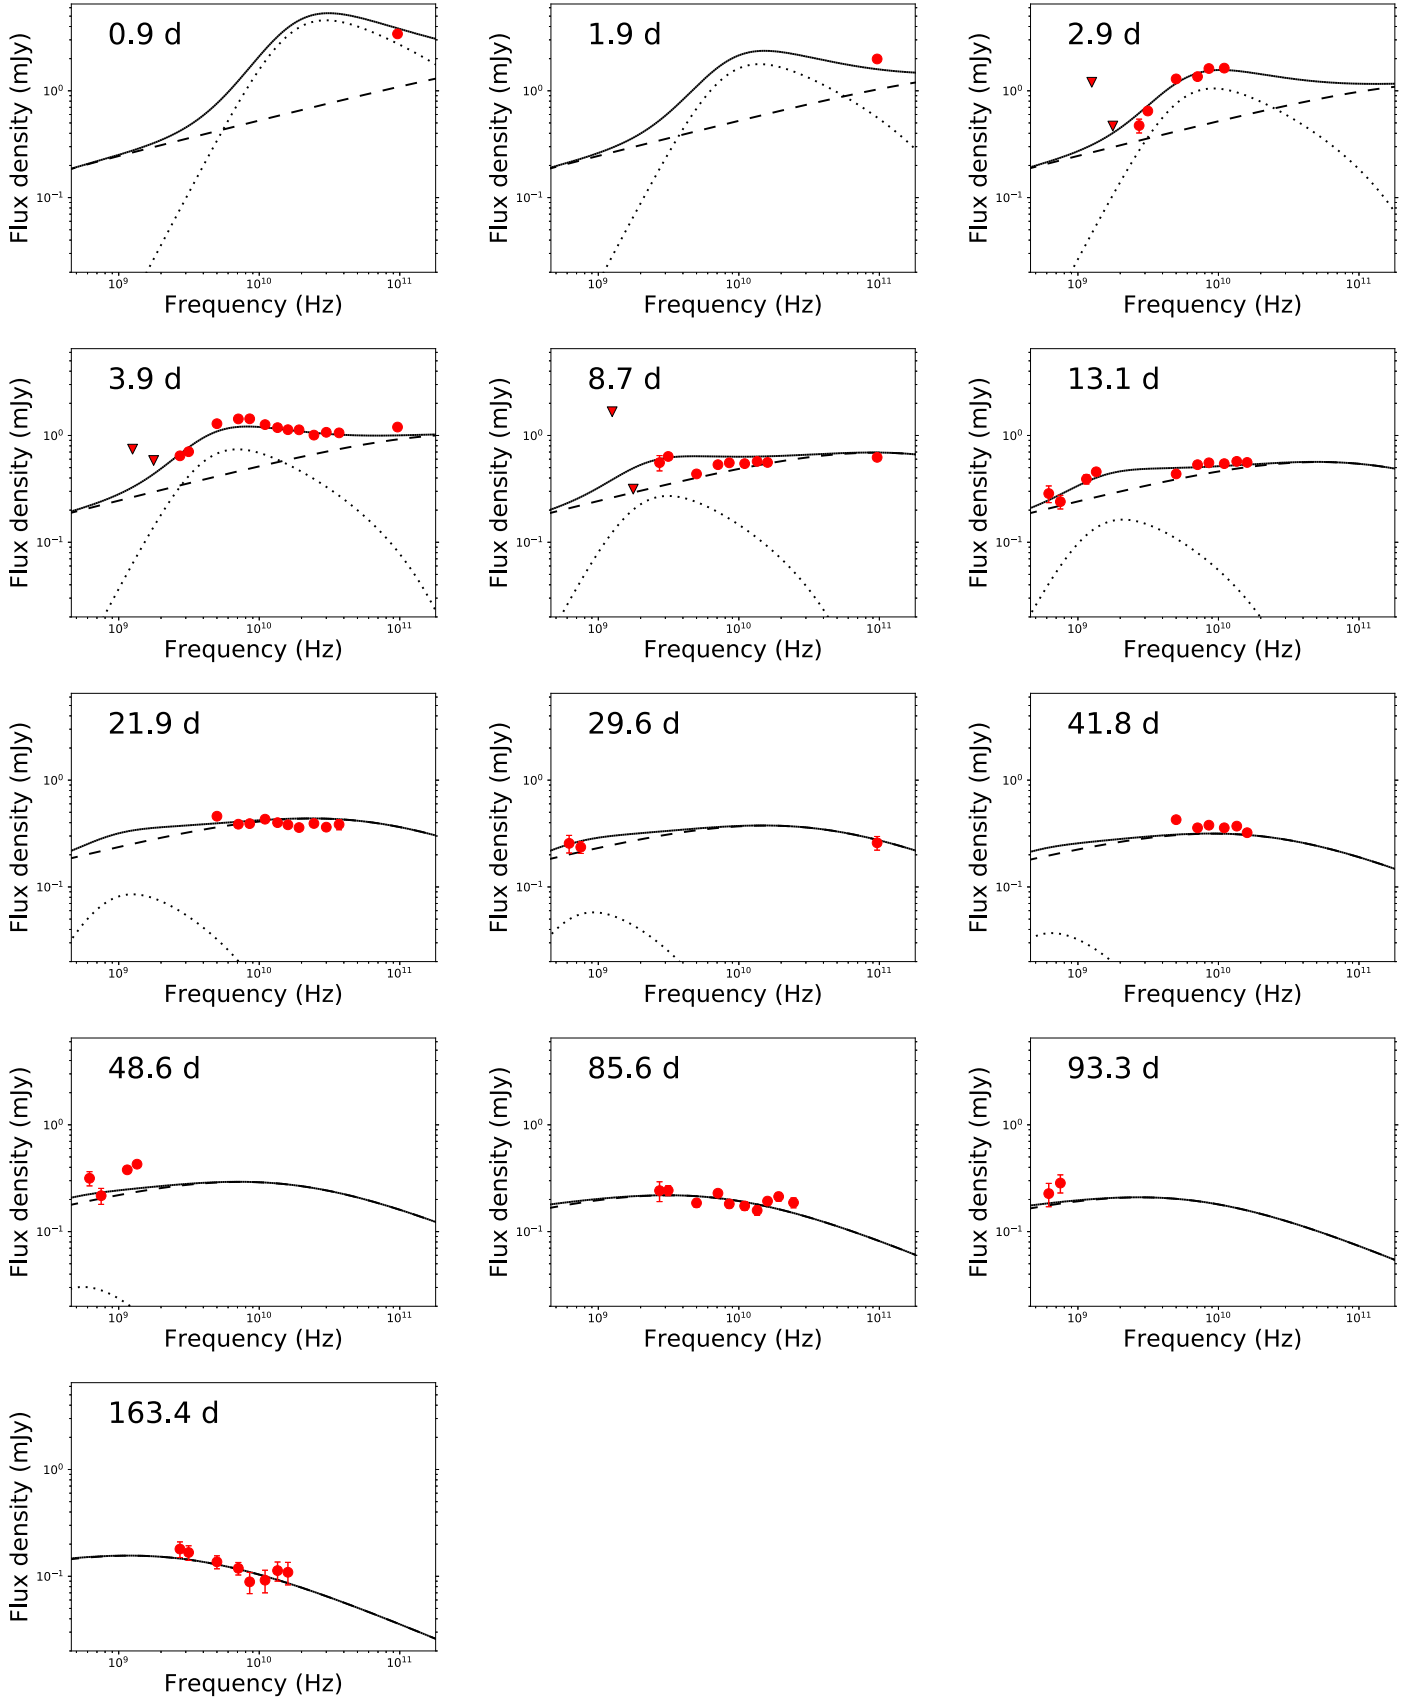 0.9 d
Flux density (mJy)
10⁰
10⁻¹
10⁹ 10¹⁰ 10¹¹
Frequency (Hz)
1.9 d
Flux density (mJy)
10⁰
10⁻¹
10⁹ 10¹⁰ 10¹¹
Frequency (Hz)
2.9 d
Flux density (mJy)
10⁰
10⁻¹
10⁹ 10¹⁰ 10¹¹
Frequency (Hz)
3.9 d
Flux density (mJy)
10⁰
10⁻¹
10⁹ 10¹⁰ 10¹¹
Frequency (Hz)
8.7 d
Flux density (mJy)
10⁰
10⁻¹
10⁹ 10¹⁰ 10¹¹
Frequency (Hz)
13.1 d
Flux density (mJy)
10⁰
10⁻¹
10⁹ 10¹⁰ 10¹¹
Frequency (Hz)
21.9 d
Flux density (mJy)
10⁰
10⁻¹
10⁹ 10¹⁰ 10¹¹
Frequency (Hz)
29.6 d
Flux density (mJy)
10⁰
10⁻¹
10⁹ 10¹⁰ 10¹¹
Frequency (Hz)
41.8 d
Flux density (mJy)
10⁰
10⁻¹
10⁹ 10¹⁰ 10¹¹
Frequency (Hz)
48.6 d
Flux density (mJy)
10⁰
10⁻¹
10⁹ 10¹⁰ 10¹¹
Frequency (Hz)
85.6 d
Flux density (mJy)
10⁰
10⁻¹
10⁹ 10¹⁰ 10¹¹
Frequency (Hz)
93.3 d
Flux density (mJy)
10⁰
10⁻¹
10⁹ 10¹⁰ 10¹¹
Frequency (Hz)
163.4 d
Flux density (mJy)
10⁰
10⁻¹
10⁹ 10¹⁰ 10¹¹
Frequency (Hz)